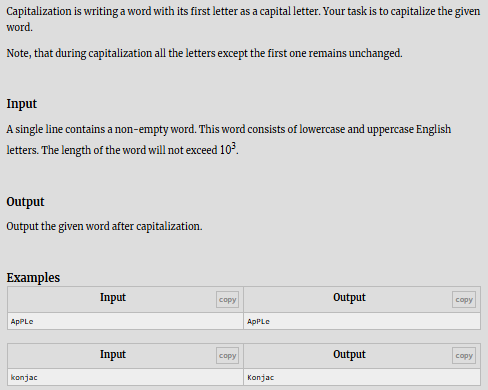 Capitalization is writing a word with its first letter as a capital letter. Your task is to capitalize the given
word.
Note, that during capitalization all the letters except the first one remains unchanged.
Input
A single line contains a non-empty word. This word consists of lowercase and uppercase English
letters. The length of the word will not exceed 10³.
Output
Output the given word after capitalization.
Examples
Input copy Output copy
ApPLe ApPLe
Input copy Output copy
konjac Konjac